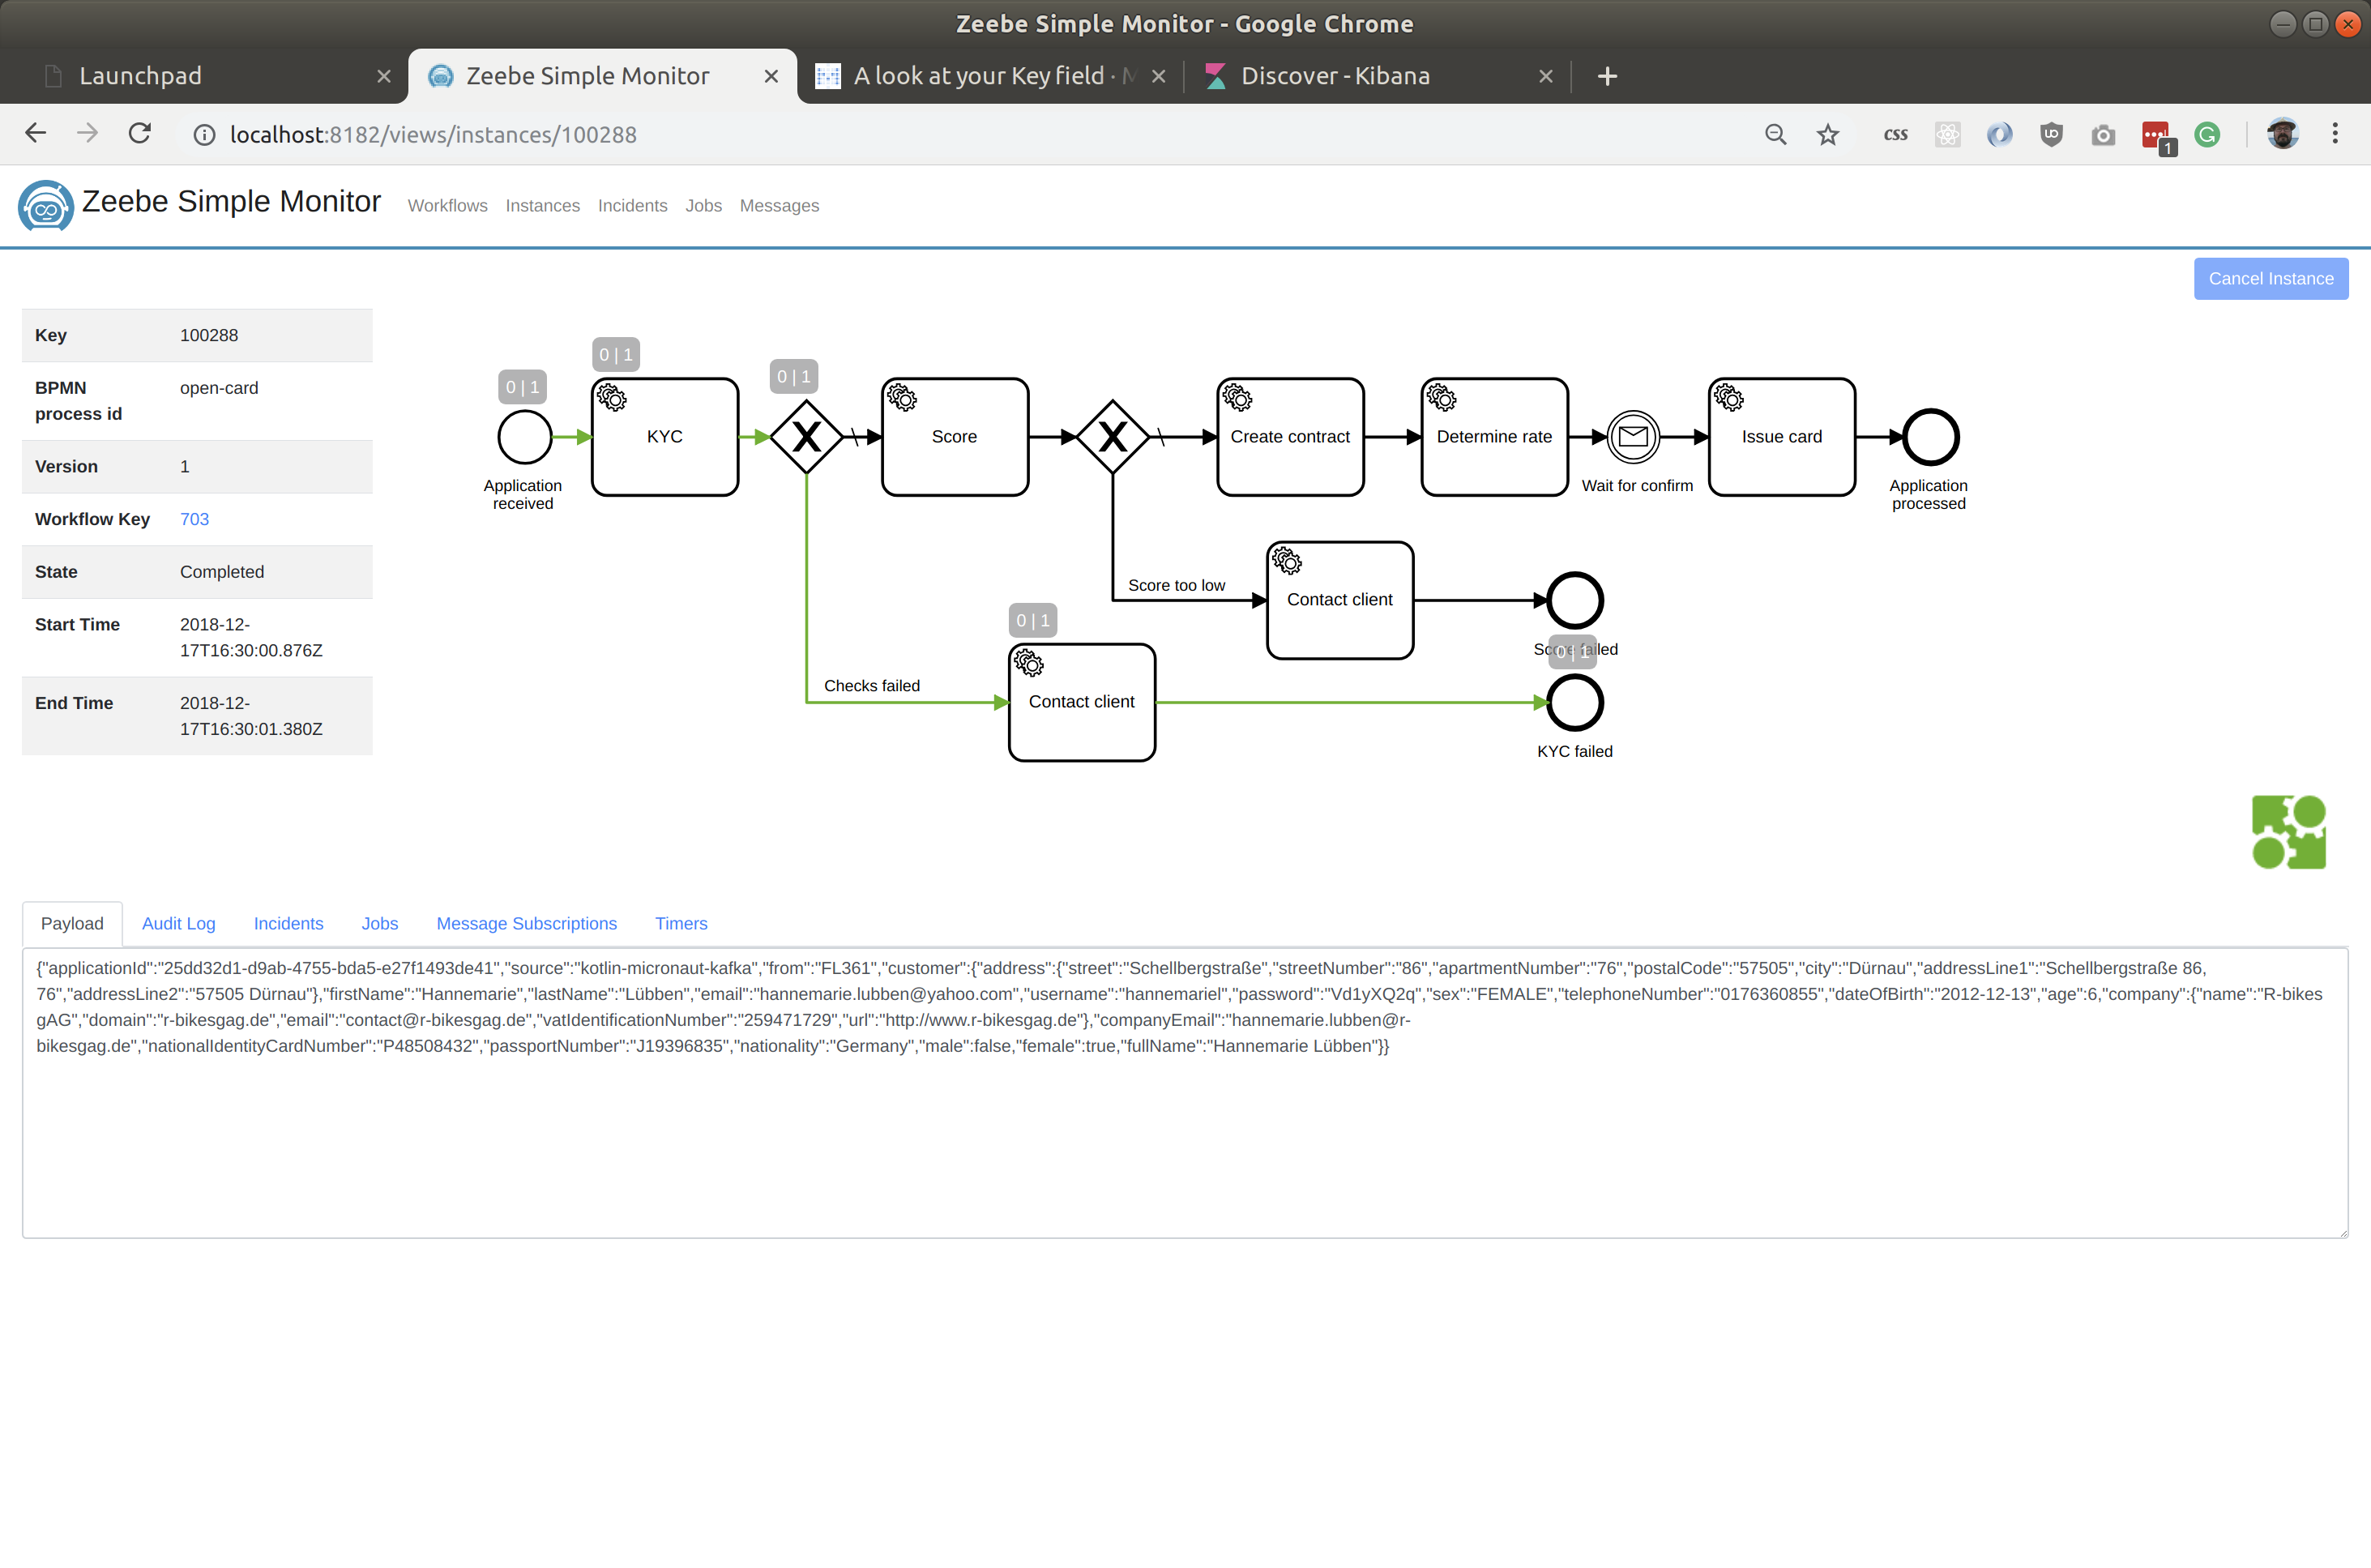 Zeebe Simple Monitor - Google Chrome
Launchpad
Zeebe Simple Monitor
A look at your Key field · M
Discover - Kibana
localhost:8182/views/instances/100288
css
UD
1
G
Zeebe Simple Monitor
Workflows Instances Incidents Jobs Messages
Cancel Instance
Key 100288
BPMN process id open-card
Version 1
Workflow Key 703
State Completed
Start Time 2018-12-
17T16:30:00.876Z
End Time 2018-12-
17T16:30:01.380Z
0 | 1
0 | 1
0 | 1
KYC
X
Score
X
Create contract
Determine rate
Issue card
Application
received
Wait for confirm
Application
processed
Score too low
Contact client
0 | 1
Score failed
0 | 1
Checks failed
Contact client
KYC failed
Payload Audit Log Incidents Jobs Message Subscriptions Timers
{"applicationId":"25dd32d1-d9ab-4755-bda5-e27f1493de41","source":"kotlin-micronaut-kafka","from":"FL361","customer":{"address":{"street":"Schellbergstraße","streetNumber":"86","apartmentNumber":"76","postalCode":"57505","city":"Dürnau","addressLine1":"Schellbergstraße 86,
76","addressLine2":"57505 Dürnau"},"firstName":"Hannemarie","lastName":"Lübben","email":"hannemarie.lubben@yahoo.com","username":"hannemariel","password":"Vd1yXQ2q","sex":"FEMALE","telephoneNumber":"0176360855","dateOfBirth":"2012-12-13","age":6,"company":{"name":"R-bikes
gAG","domain":"r-bikesgag.de","email":"contact@r-bikesgag.de","vatIdentificationNumber":"259471729","url":"http://www.r-bikesgag.de"},"companyEmail":"hannemarie.lubben@r-
bikesgag.de","nationalIdentityCardNumber":"P48508432","passportNumber":"J19396835","nationality":"Germany","male":false,"female":true,"fullName":"Hannemarie Lübben"}}